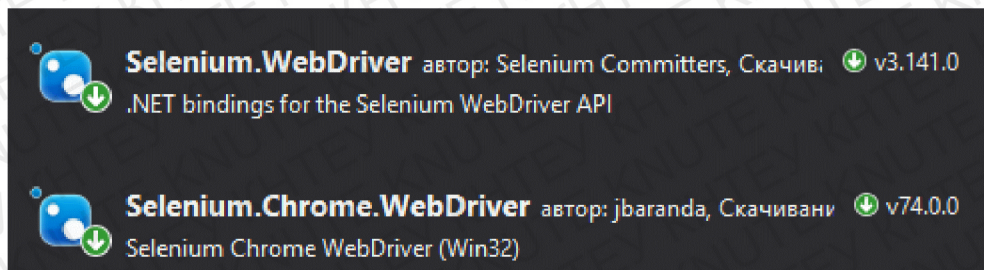 Selenium.WebDriver автор: Selenium Committers, Скачива v3.141.0
.NET bindings for the Selenium WebDriver API
Selenium.Chrome.WebDriver автор: jbaranda, Скачивани v74.0.0
Selenium Chrome WebDriver (Win32)